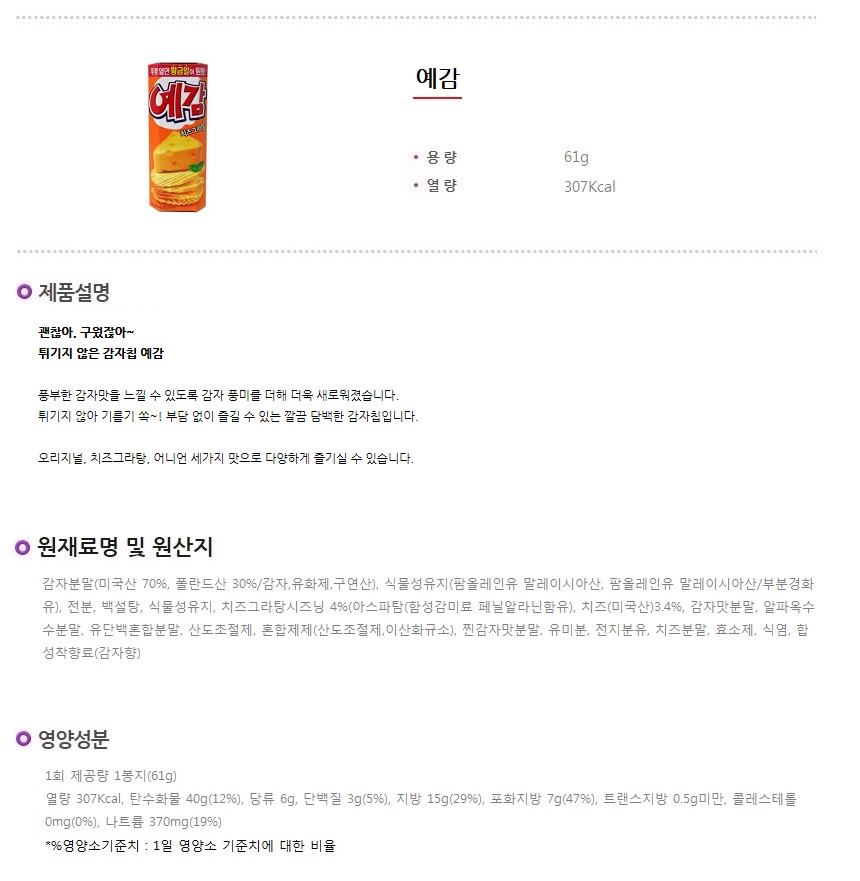 뚜껑 열면 황금알이 팡팡!
예감
치즈그라탕
예감
• 용 량 61g
• 열 량 307Kcal
제품설명
괜찮아, 구웠잖아~
튀기지 않은 감자칩 예감
풍부한 감자맛을 느낄 수 있도록 감자 풍미를 더해 더욱 새로워졌습니다.
튀기지 않아 기름기 쏙~! 부담 없이 즐길 수 있는 깔끔 담백한 감자칩입니다.
오리지널, 치즈그라탕, 어니언 세가지 맛으로 다양하게 즐기실 수 있습니다.
원재료명 및 원산지
감자분말(미국산 70%, 폴란드산 30%/감자,유화제,구연산), 식물성유지(팜올레인유 말레이시아산, 팜올레인유 말레이시아산/부분경화
유), 전분, 백설탕, 식물성유지, 치즈그라탕시즈닝 4%(아스파탐(합성감미료 페닐알라닌함유), 치즈(미국산)3.4%, 감자맛분말, 알파옥수
수분말, 유단백혼합분말, 산도조절제, 혼합제제(산도조절제,이산화규소), 찐감자맛분말, 유미분, 전지분유, 치즈분말, 효소제, 식염, 합
성착향료(감자향)
영양성분
1회 제공량 1봉지(61g)
열량 307Kcal, 탄수화물 40g(12%), 당류 6g, 단백질 3g(5%), 지방 15g(29%), 포화지방 7g(47%), 트랜스지방 0.5g미만, 콜레스테롤
0mg(0%), 나트륨 370mg(19%)
*%영양소기준치 : 1일 영양소 기준치에 대한 비율